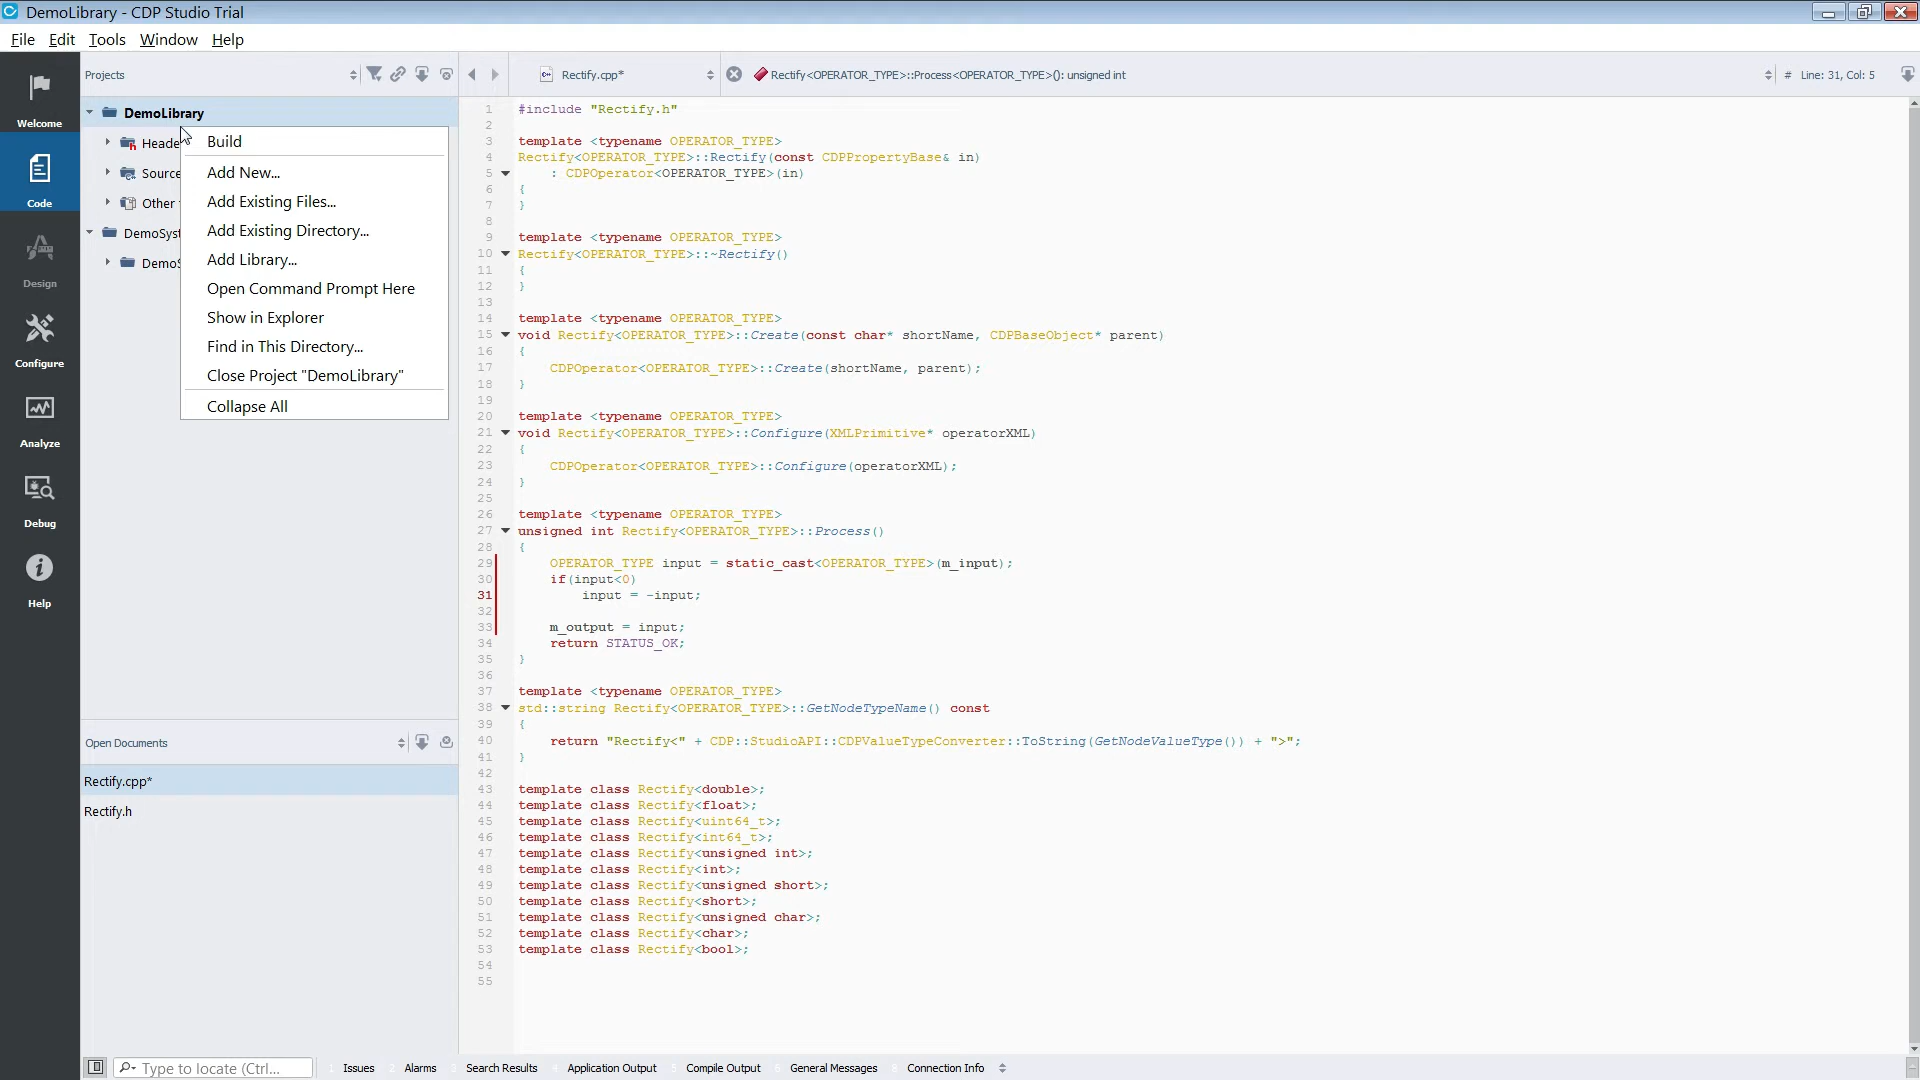 DemoLibrary - CDP Studio Trial
File Edit Tools Window Help
Projects
Rectify.cpp*
Rectify<OPERATOR_TYPE>::Process<OPERATOR_TYPE>(): unsigned int
# Line: 31, Col: 5
Welcome
Code
Design
Configure
Analyze
Debug
Help
DemoLibrary
Heade
Source
Other
DemoSyst
DemoS
Build
Add New...
Add Existing Files...
Add Existing Directory...
Add Library...
Open Command Prompt Here
Show in Explorer
Find in This Directory...
Close Project "DemoLibrary"
Collapse All
Open Documents
Rectify.cpp*
Rectify.h
1 #include "Rectify.h"
2
3 template <typename OPERATOR_TYPE>
4 Rectify<OPERATOR_TYPE>::Rectify(const CDPPropertyBase& in)
5 : CDPOperator<OPERATOR_TYPE>(in)
6 {
7 }
8
9 template <typename OPERATOR_TYPE>
10 Rectify<OPERATOR_TYPE>::~Rectify()
11 {
12 }
13
14 template <typename OPERATOR_TYPE>
15 void Rectify<OPERATOR_TYPE>::Create(const char* shortName, CDPBaseObject* parent)
16 {
17 CDPOperator<OPERATOR_TYPE>::Create(shortName, parent);
18 }
19
20 template <typename OPERATOR_TYPE>
21 void Rectify<OPERATOR_TYPE>::Configure(XMLPrimitive* operatorXML)
22 {
23 CDPOperator<OPERATOR_TYPE>::Configure(operatorXML);
24 }
25
26 template <typename OPERATOR_TYPE>
27 unsigned int Rectify<OPERATOR_TYPE>::Process()
28 {
29 OPERATOR_TYPE input = static_cast<OPERATOR_TYPE>(m_input);
30 if(input<0)
31 input = -input;
32
33 m_output = input;
34 return STATUS_OK;
35 }
36
37 template <typename OPERATOR_TYPE>
38 std::string Rectify<OPERATOR_TYPE>::GetNodeTypeName() const
39 {
40 return "Rectify<" + CDP::StudioAPI::CDPValueTypeConverter::ToString(GetNodeValueType()) + ">";
41 }
42
43 template class Rectify<double>;
44 template class Rectify<float>;
45 template class Rectify<uint64_t>;
46 template class Rectify<int64_t>;
47 template class Rectify<unsigned int>;
48 template class Rectify<int>;
49 template class Rectify<unsigned short>;
50 template class Rectify<short>;
51 template class Rectify<unsigned char>;
52 template class Rectify<char>;
53 template class Rectify<bool>;
54
55
Type to locate (Ctrl...
Issues Alarms Search Results Application Output Compile Output General Messages Connection Info